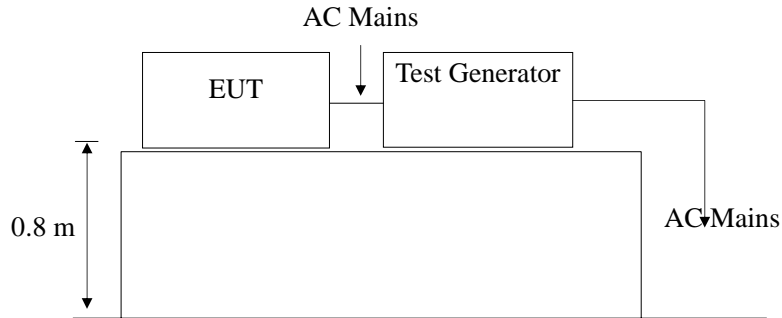 AC Mains
EUT
Test Generator
0.8 m
AC Mains